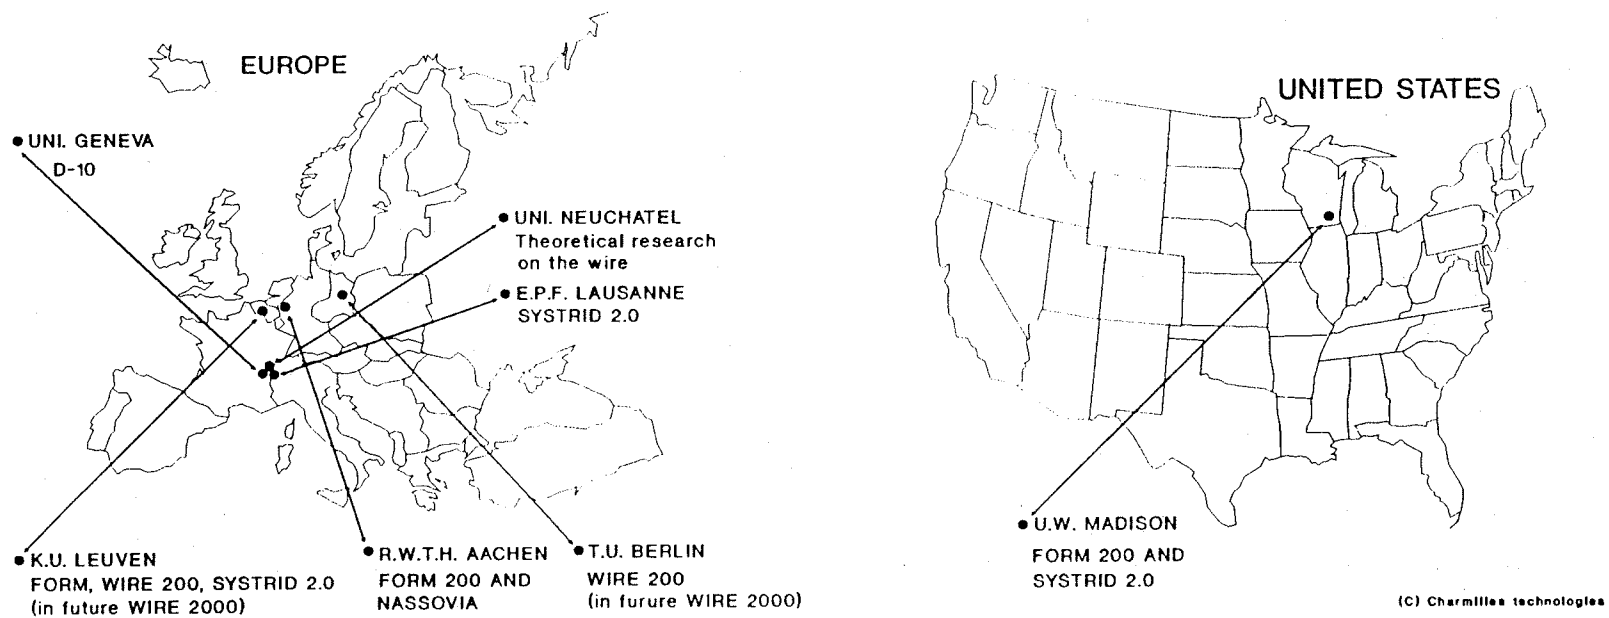 EUROPE
UNITED STATES
UNI. GENEVA
D-10
UNI. NEUCHATEL
Theoretical research
on the wire
E.P.F. LAUSANNE
SYSTRID 2.0
K.U. LEUVEN
FORM, WIRE 200, SYSTRID 2.0
(in future WIRE 2000)
R.W.T.H. AACHEN
FORM 200 AND
NASSOVIA
T.U. BERLIN
WIRE 200
(in furure WIRE 2000)
U.W. MADISON
FORM 200 AND
SYSTRID 2.0
(C) Charmilles technologies